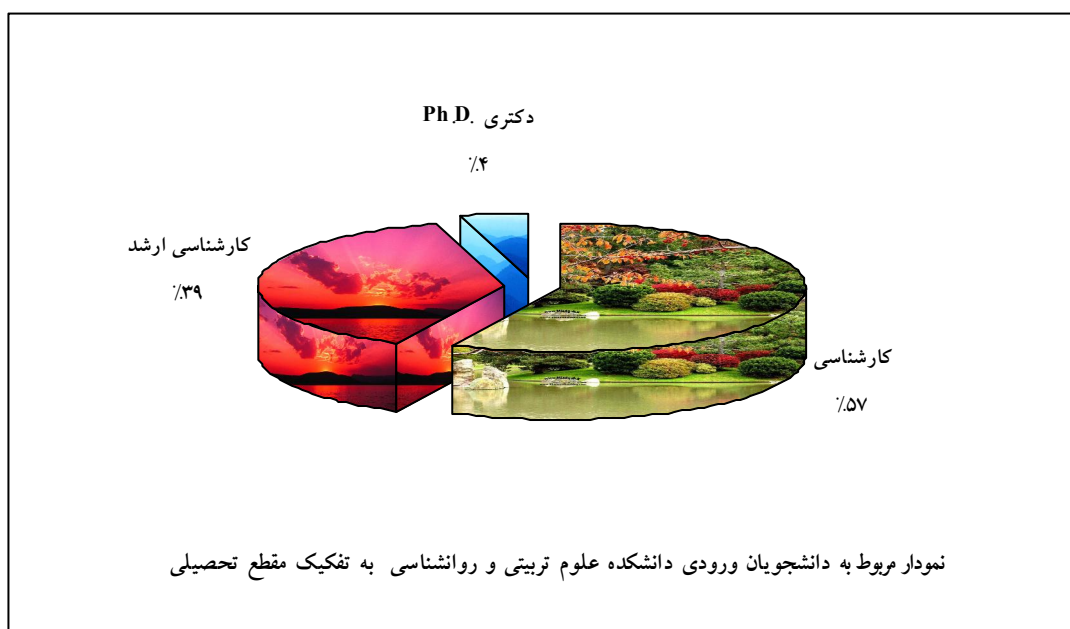 دکتری Ph.D.
٪۴
کارشناسی ارشد
٪۳۹
کارشناسی
٪۵۷
نمودار مربوط به دانشجویان ورودی دانشکده علوم تربیتی و روانشناسی به تفکیک مقطع تحصیلی